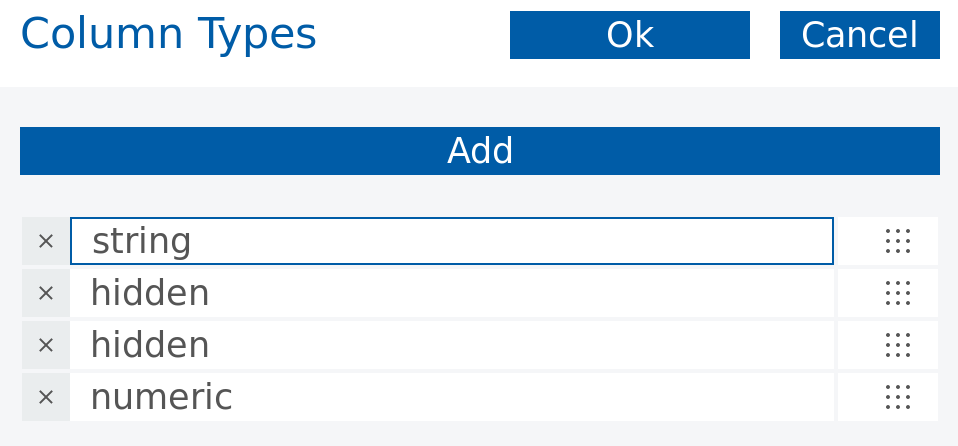 Column Types Ok Cancel
Add
× string
× hidden
× hidden
× numeric